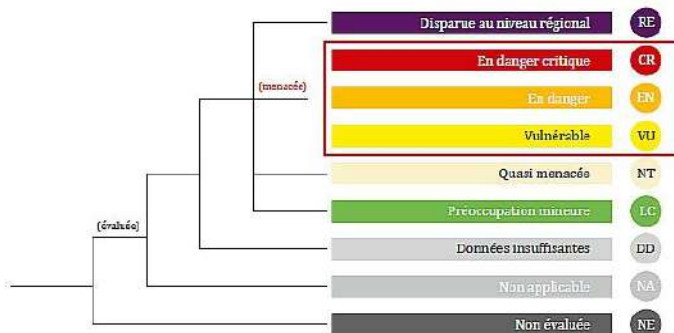 Disparue au niveau régional RE
En danger critique CR
(menacée)
En danger EN
Vulnérable VU
Quasi menacée NT
Préoccupation mineure LC
(évaluée)
Données insuffisantes DD
Non applicable NA
Non évaluée NE